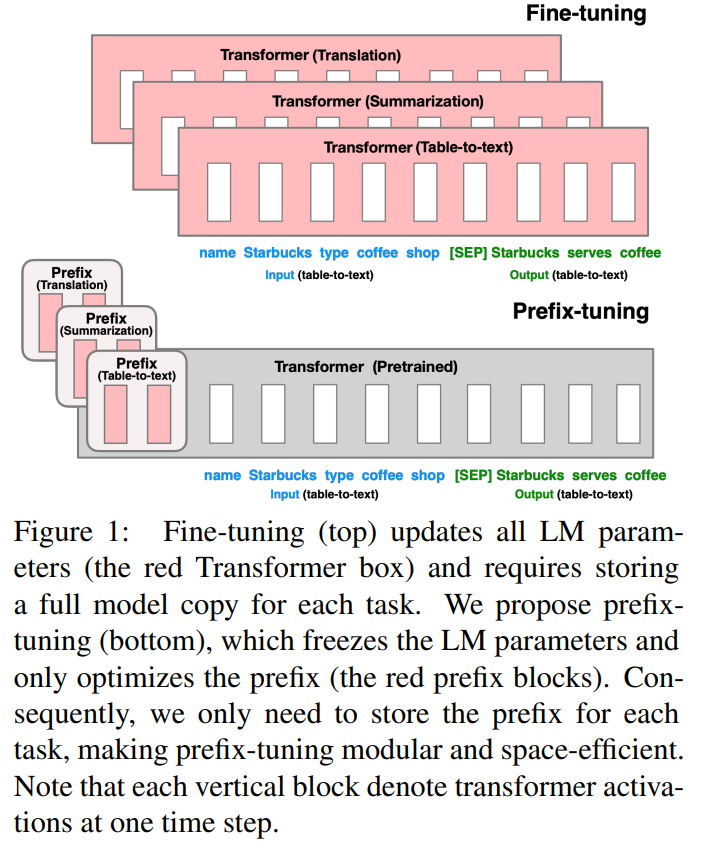 Fine-tuning
Transformer (Translation)
Transformer (Summarization)
Transformer (Table-to-text)
name Starbucks type coffee shop [SEP] Starbucks serves coffee
Input (table-to-text) Output (table-to-text)
Prefix-tuning
Prefix
(Translation)
Prefix
(Summarization)
Prefix
(Table-to-text)
Transformer (Pretrained)
name Starbucks type coffee shop [SEP] Starbucks serves coffee
Input (table-to-text) Output (table-to-text)
Figure 1: Fine-tuning (top) updates all LM param-
eters (the red Transformer box) and requires storing
a full model copy for each task. We propose prefix-
tuning (bottom), which freezes the LM parameters and
only optimizes the prefix (the red prefix blocks). Con-
sequently, we only need to store the prefix for each
task, making prefix-tuning modular and space-efficient.
Note that each vertical block denote transformer activa-
tions at one time step.